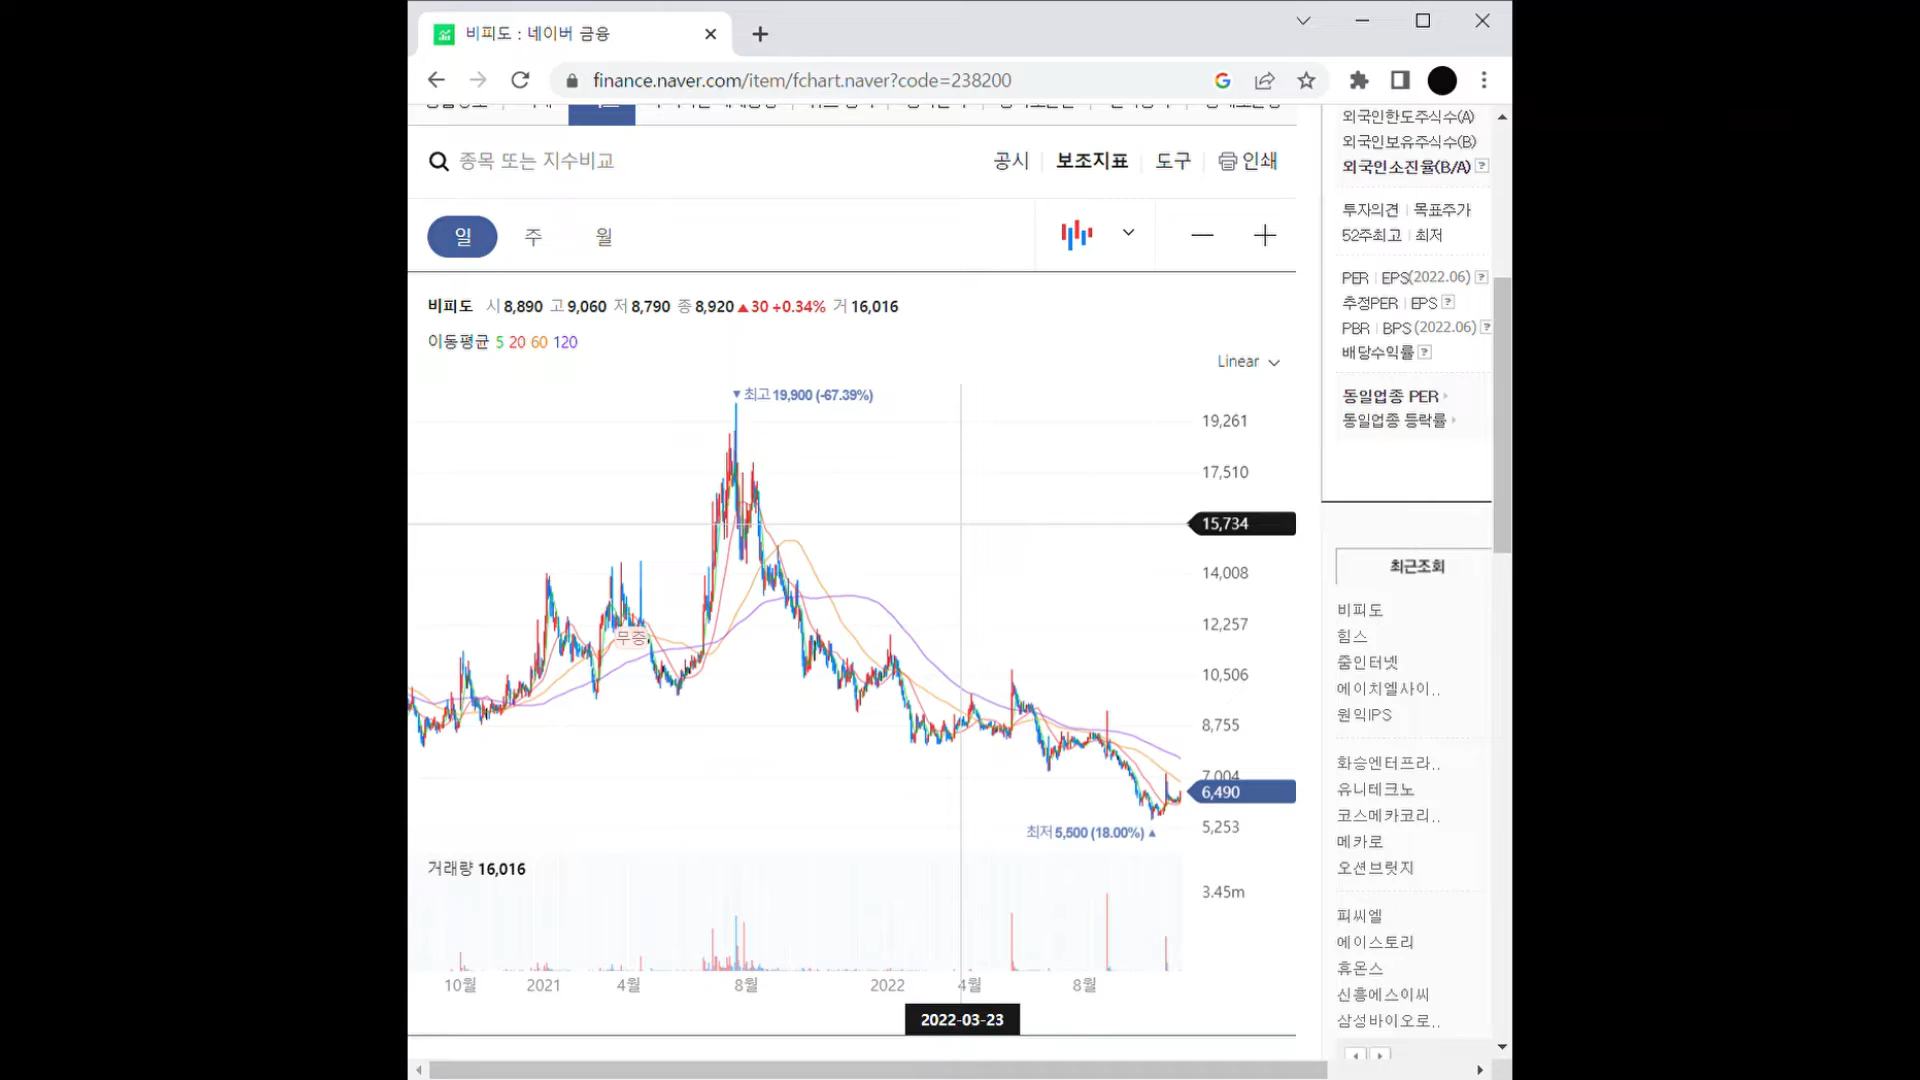 비피도 : 네이버 금융
finance.naver.com/item/fchart.naver?code=238200
종목 또는 지수비교
공시 보조지표 도구 인쇄
일 주 월
비피도 시 8,890 고 9,060 저 8,790 종 8,920 ▲30 +0.34% 거 16,016
이동평균 5 20 60 120
Linear
▼최고 19,900 (-67.39%)
19,261
17,510
15,734
14,008
무증
12,257
10,506
8,755
7,004
6,490
최저 5,500 (18.00%) ▲
5,253
거래량 16,016
3.45m
10월 2021 4월 8월 2022 4월 8월
2022-03-23
외국인한도주식수(A)
외국인보유주식수(B)
외국인소진율(B/A) ?
투자의견 | 목표주가
52주최고 | 최저
PER | EPS(2022.06) ?
추정PER | EPS ?
PBR | BPS (2022.06) ?
배당수익률 ?
동일업종 PER
동일업종 등락률
최근조회
비피도
힘스
줌인터넷
에이치엘사이..
원익IPS
화승엔터프라..
유니테크노
코스메카코리..
메카로
오션브릿지
피씨엘
에이스토리
휴온스
신흥에스이씨
삼성바이오로..